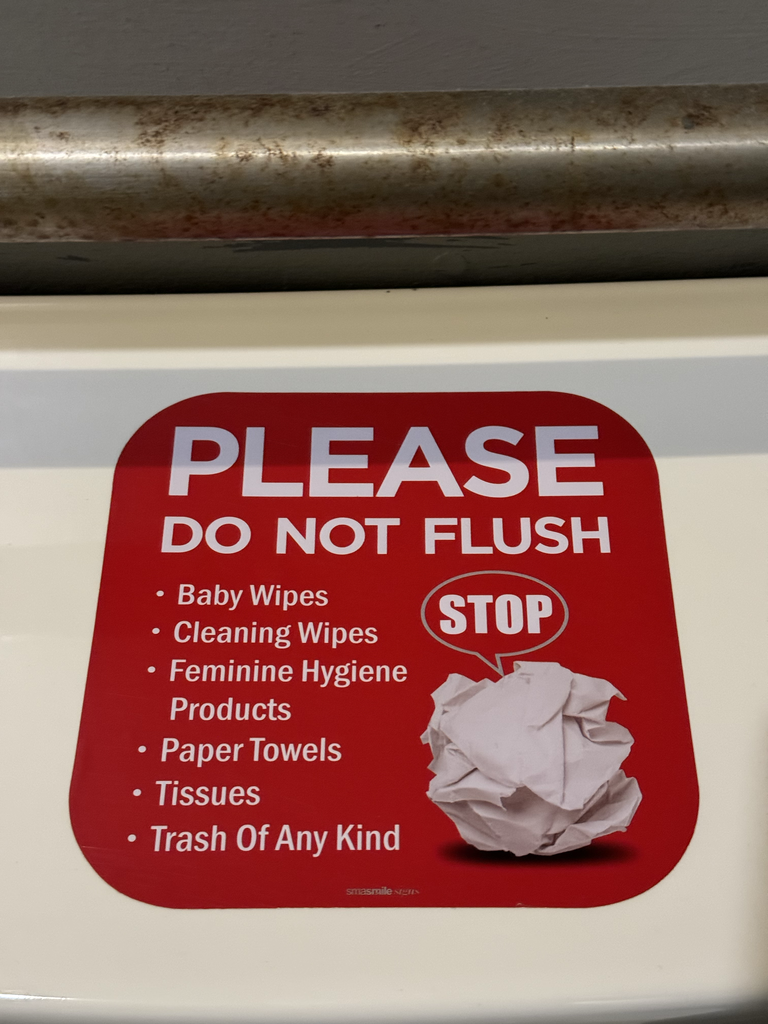 PLEASE
DO NOT FLUSH
• Baby Wipes
• Cleaning Wipes
• Feminine Hygiene
Products
• Paper Towels
• Tissues
• Trash Of Any Kind
STOP
smasmile